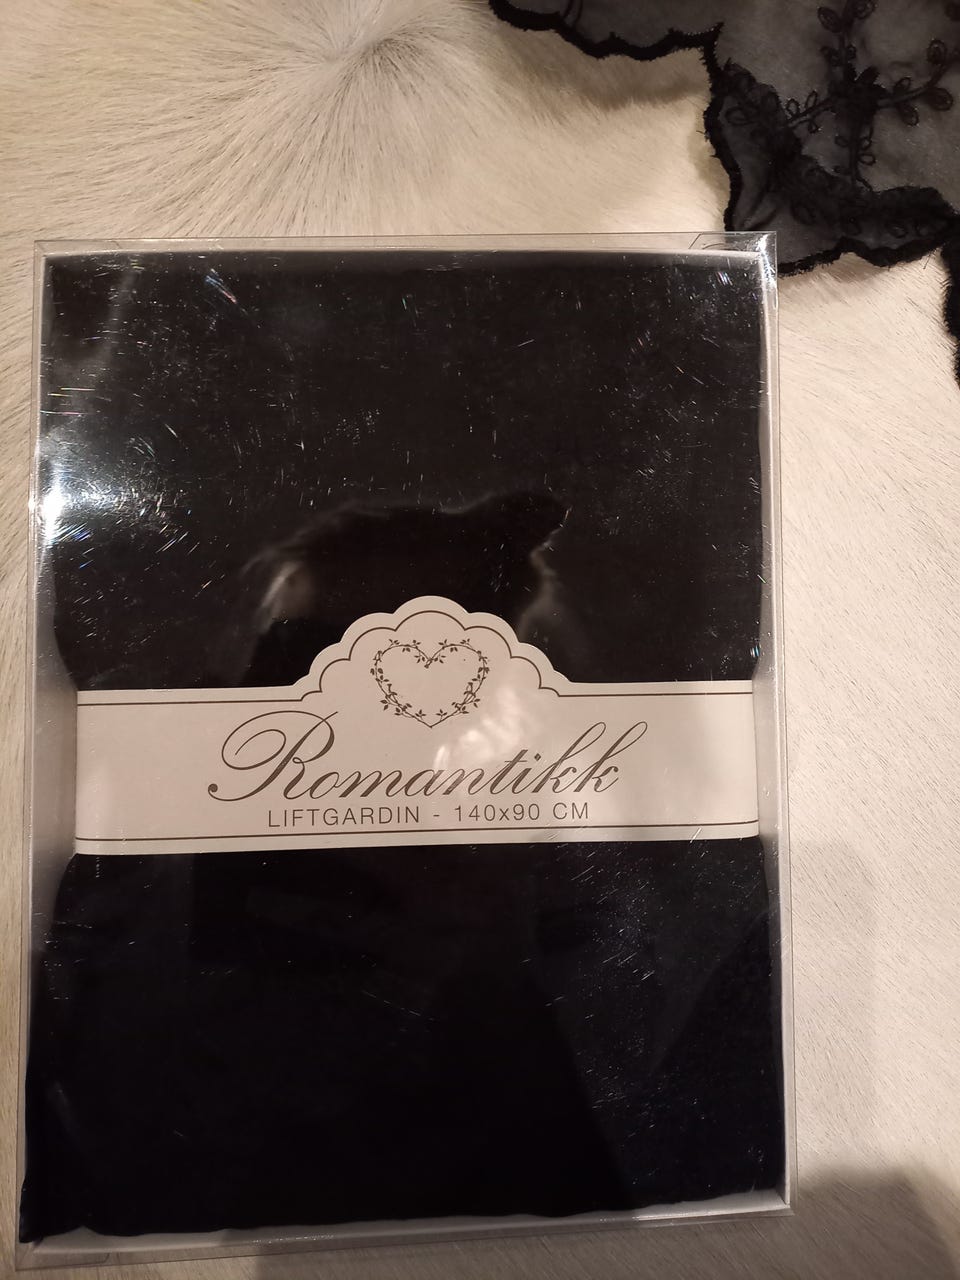 Romantikk
LIFTGARDIN - 140x90 CM